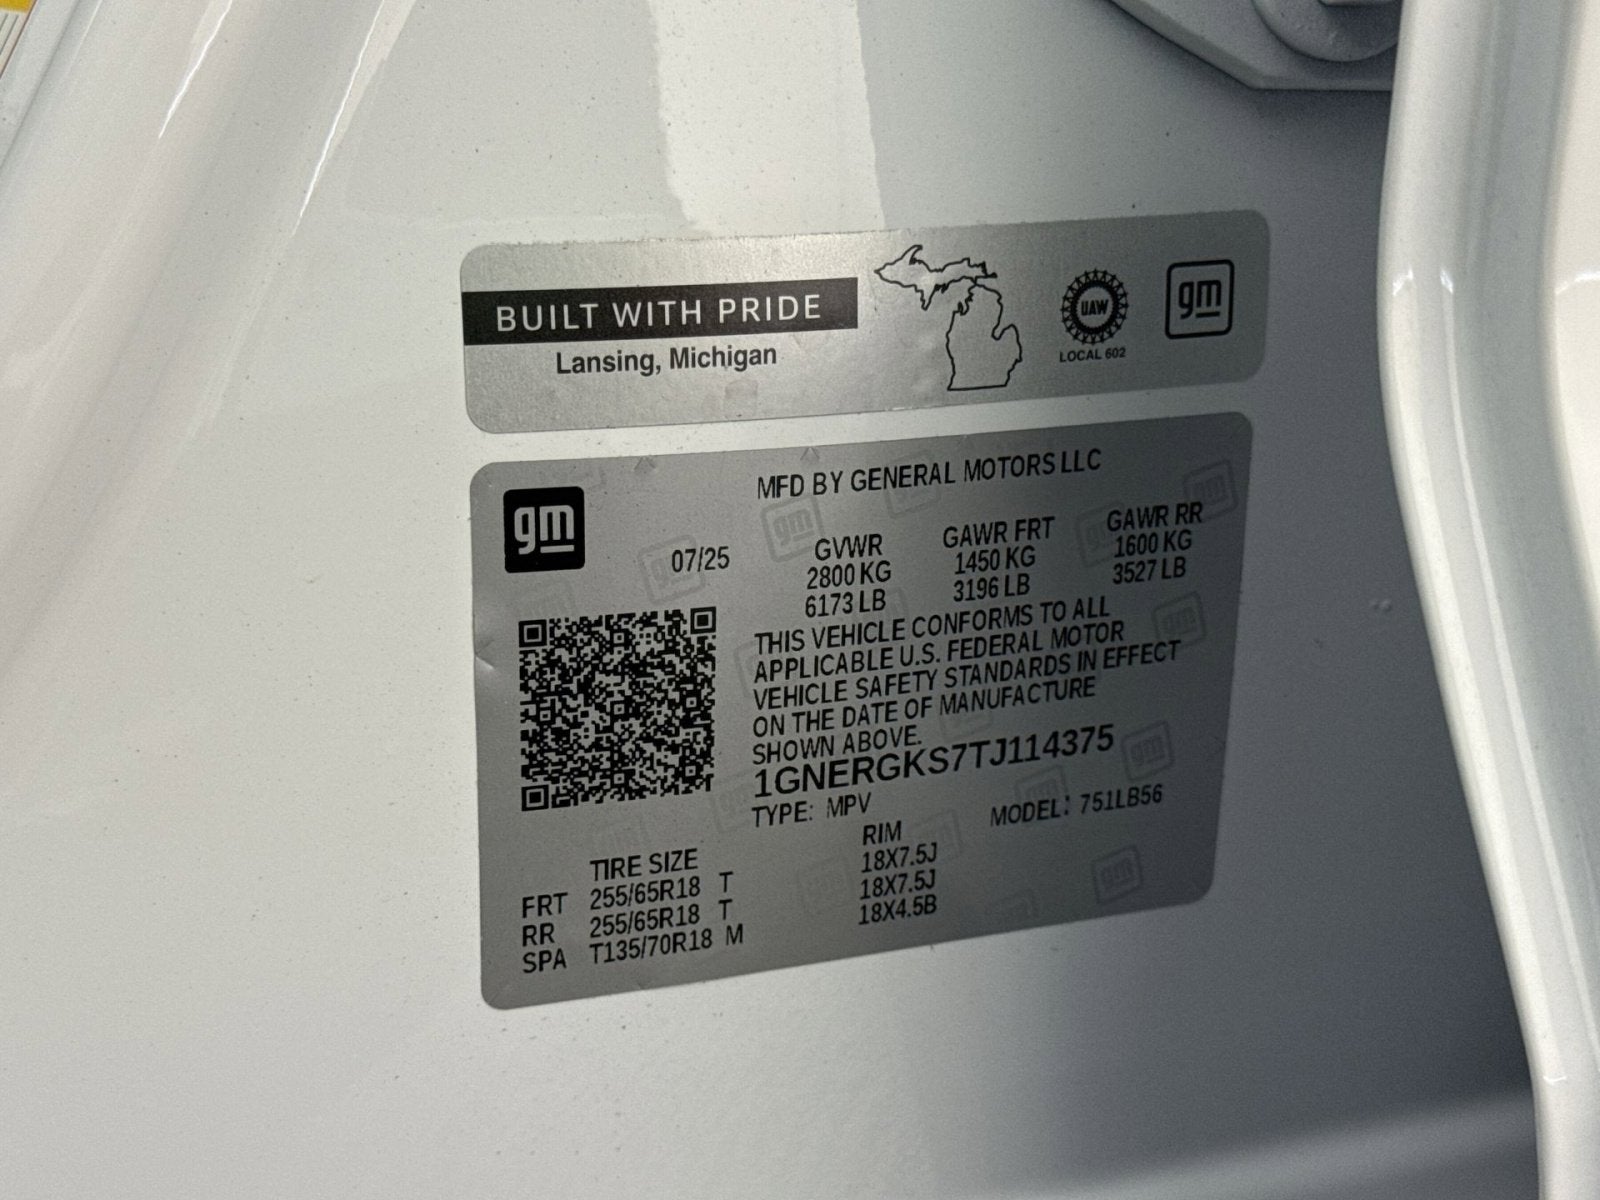 BUILT WITH PRIDE
Lansing, Michigan
UAW
LOCAL 602
gm
gm
MFD BY GENERAL MOTORS LLC
07/25
GVWR GAWR FRT GAWR RR
2800 KG 1450 KG 1600 KG
6173 LB 3196 LB 3527 LB
THIS VEHICLE CONFORMS TO ALL
APPLICABLE U.S. FEDERAL MOTOR
VEHICLE SAFETY STANDARDS IN EFFECT
ON THE DATE OF MANUFACTURE
SHOWN ABOVE.
1GNERGKS7TJ114375
TYPE: MPV MODEL: 751LB56
TIRE SIZE RIM
FRT 255/65R18 T 18X7.5J
RR 255/65R18 T 18X7.5J
SPA T135/70R18 M 18X4.5B